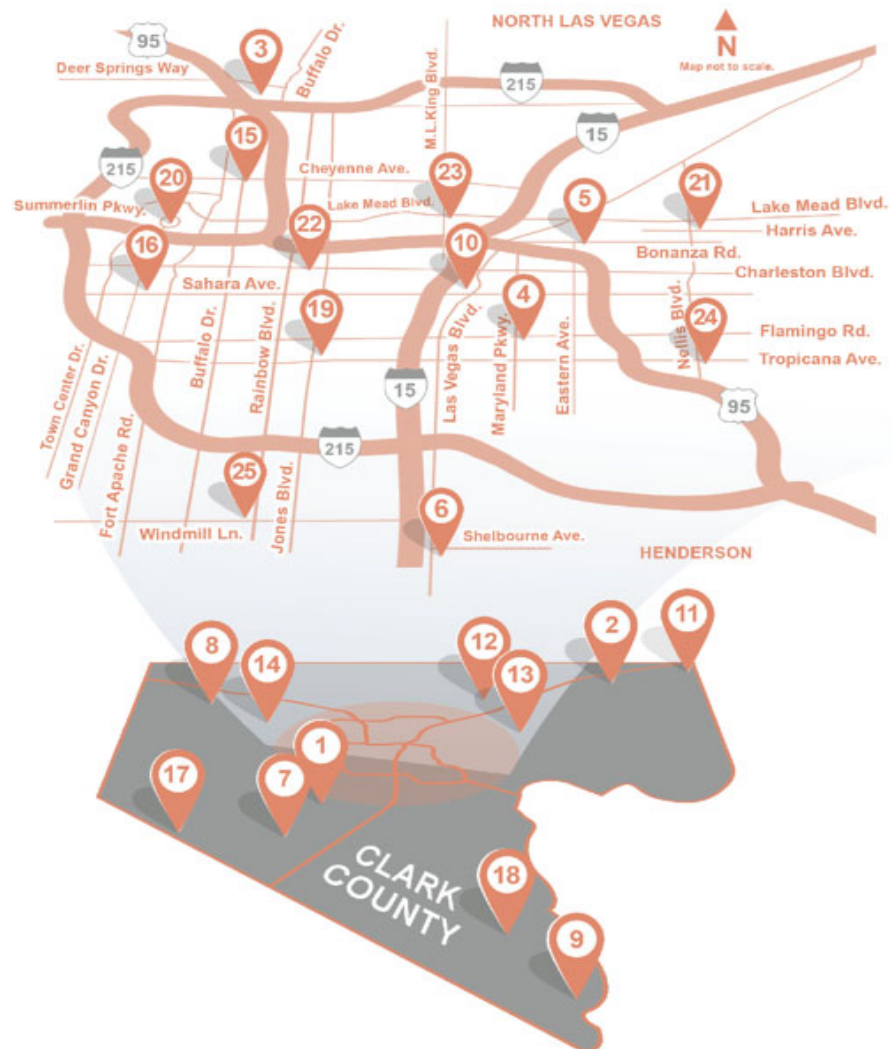 NORTH LAS VEGAS
N
Map not to scale.
95
3
Deer Springs Way
Buffalo Dr.
M.L.King Blvd.
215
15
15
215
Cheyenne Ave.
23
5
21
20
Summerlin Pkwy.
Lake Mead Blvd.
Lake Mead Blvd.
Harris Ave.
22
10
Bonanza Rd.
16
Sahara Ave.
Charleston Blvd.
19
4
24
Flamingo Rd.
Tropicana Ave.
Town Center Dr.
Grand Canyon Dr.
Fort Apache Rd.
Buffalo Dr.
Rainbow Blvd.
Jones Blvd.
15
Las Vegas Blvd.
Maryland Pkwy.
Eastern Ave.
Nellis Blvd.
95
215
25
Windmill Ln.
6
Shelbourne Ave.
HENDERSON
8
14
12
13
2
11
17
7
1
CLARK
COUNTY
18
9